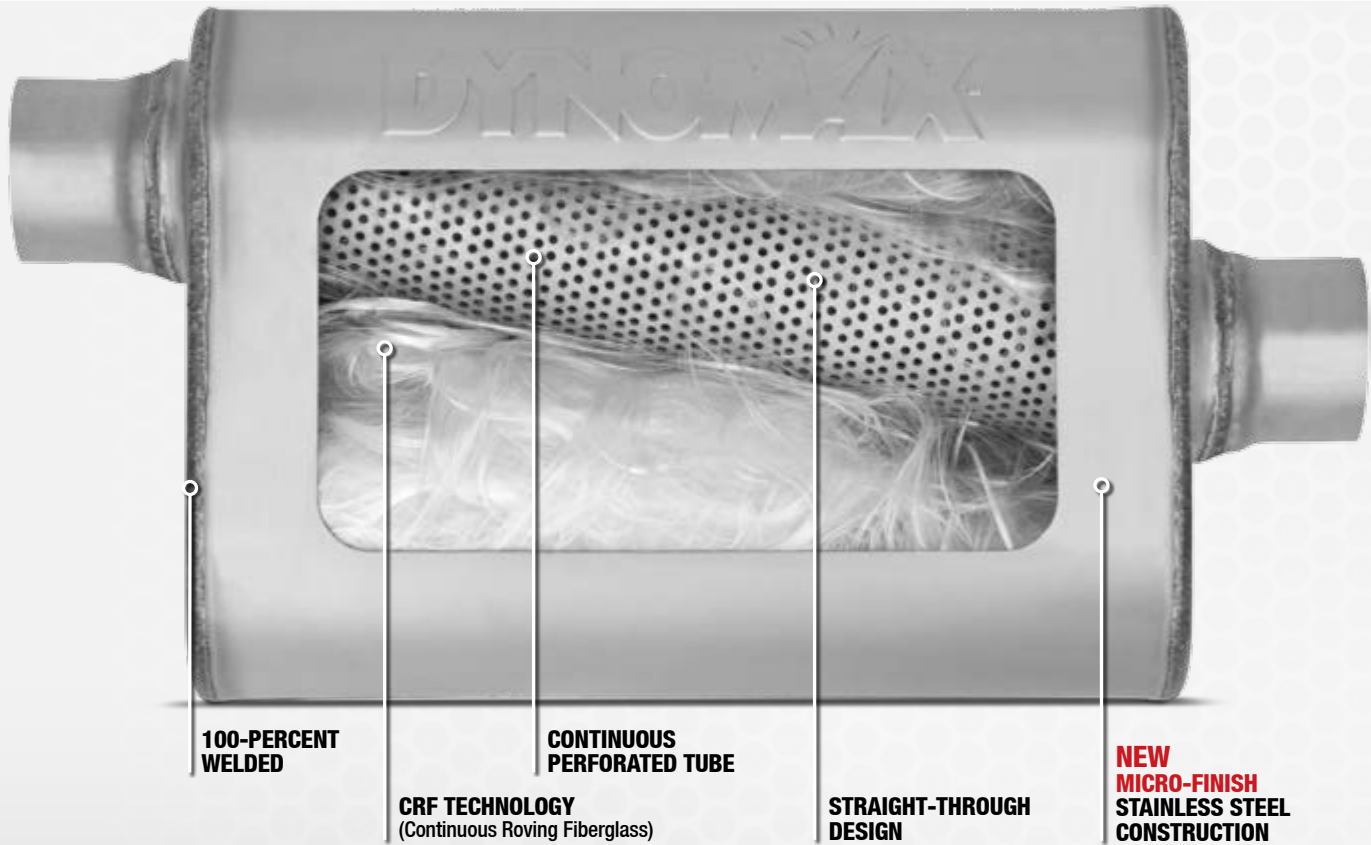 DYNOMAX
100-PERCENT
WELDED
CONTINUOUS
PERFORATED TUBE
NEW
MICRO-FINISH
STAINLESS STEEL
CONSTRUCTION
CRF TECHNOLOGY
(Continuous Roving Fiberglass)
STRAIGHT-THROUGH
DESIGN